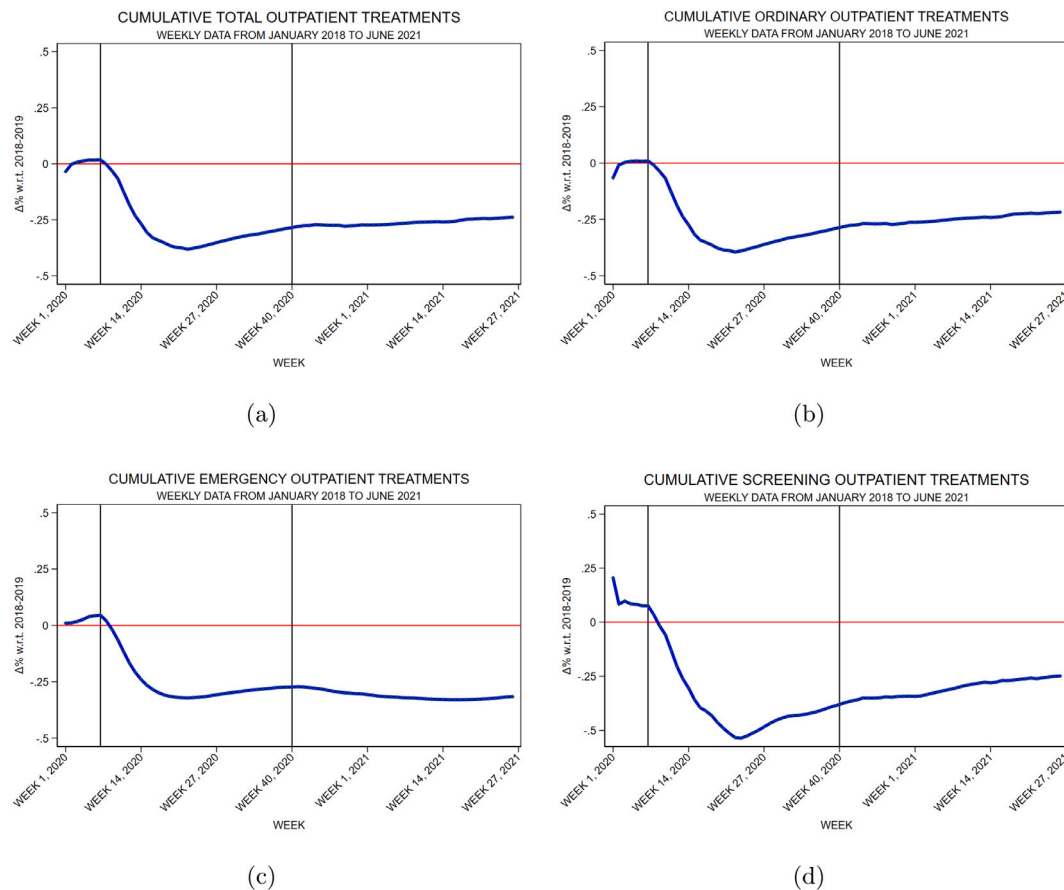 CUMULATIVE TOTAL OUTPATIENT TREATMENTS
WEEKLY DATA FROM JANUARY 2018 TO JUNE 2021
.5
.25
0
-.25
-.5
Δ% w.r.t. 2018-2019
WEEK 1, 2020
WEEK 14, 2020
WEEK 27, 2020
WEEK 40, 2020
WEEK 1, 2021
WEEK 14, 2021
WEEK 27, 2021
WEEK
(a)
CUMULATIVE ORDINARY OUTPATIENT TREATMENTS
WEEKLY DATA FROM JANUARY 2018 TO JUNE 2021
.5
.25
0
-.25
-.5
Δ% w.r.t. 2018-2019
WEEK 1, 2020
WEEK 14, 2020
WEEK 27, 2020
WEEK 40, 2020
WEEK 1, 2021
WEEK 14, 2021
WEEK 27, 2021
WEEK
(b)
CUMULATIVE EMERGENCY OUTPATIENT TREATMENTS
WEEKLY DATA FROM JANUARY 2018 TO JUNE 2021
.5
.25
0
-.25
-.5
Δ% w.r.t. 2018-2019
WEEK 1, 2020
WEEK 14, 2020
WEEK 27, 2020
WEEK 40, 2020
WEEK 1, 2021
WEEK 14, 2021
WEEK 27, 2021
WEEK
(c)
CUMULATIVE SCREENING OUTPATIENT TREATMENTS
WEEKLY DATA FROM JANUARY 2018 TO JUNE 2021
.5
.25
0
-.25
-.5
Δ% w.r.t. 2018-2019
WEEK 1, 2020
WEEK 14, 2020
WEEK 27, 2020
WEEK 40, 2020
WEEK 1, 2021
WEEK 14, 2021
WEEK 27, 2021
WEEK
(d)